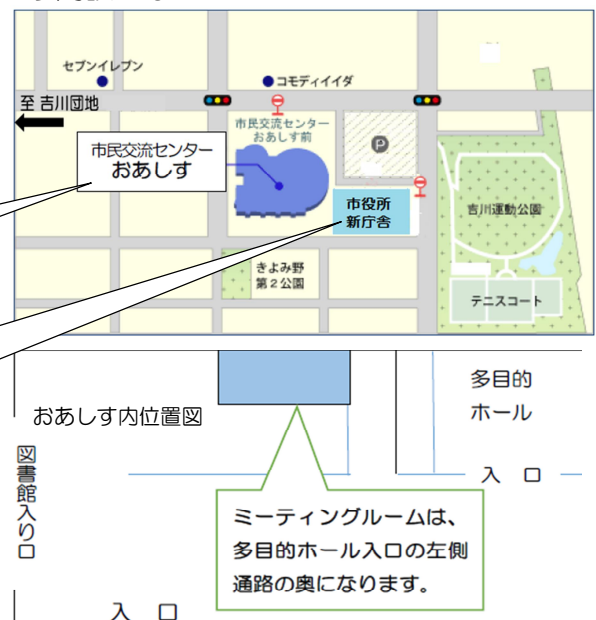 セブンイレブン
コモディイイダ
至 吉川団地
市民交流センター
おあしす前
市民交流センター
おあしす
P
市役所
新庁舎
吉川運動公園
きよみ野
第2公園
テニスコート
おあしす内位置図
多目的
ホール
図書館入り口
入 口
ミーティングルームは、
多目的ホール入口の左側
通路の奥になります。
入 口